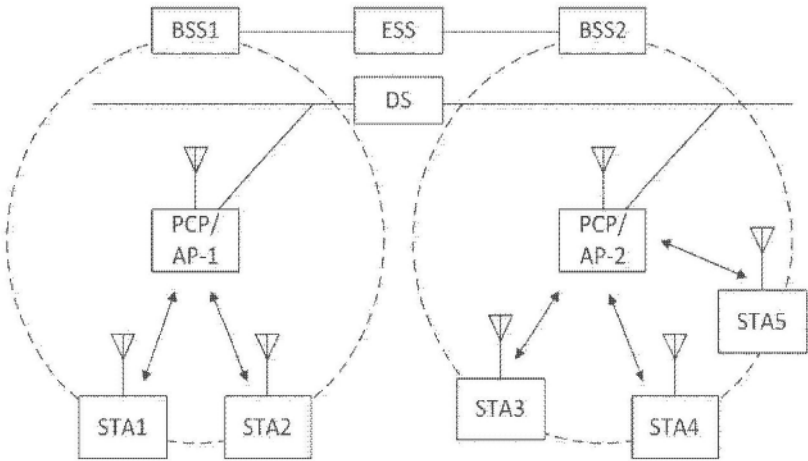 BSS1 ESS BSS2
DS
PCP/ PCP/
AP-1 AP-2
STA5
STA3
STA1 STA2 STA4